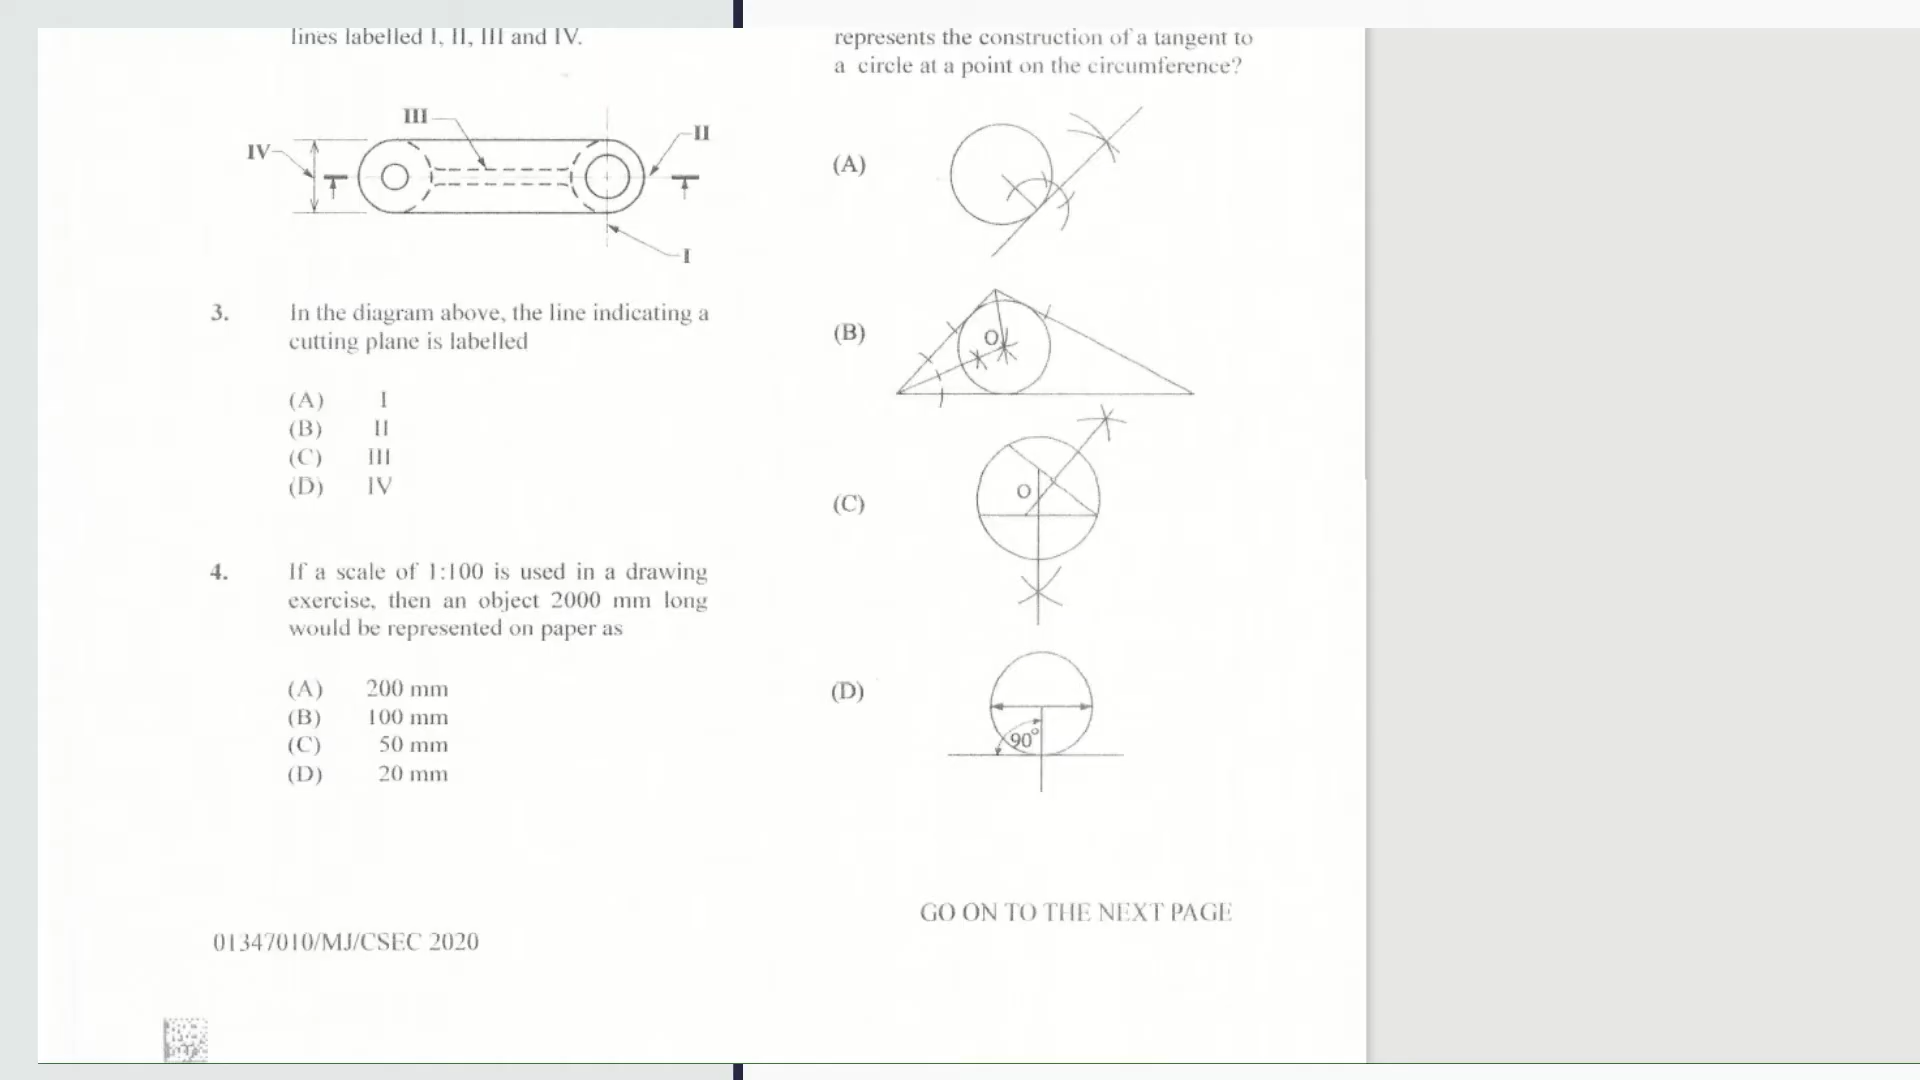 lines labelled I, II, III and IV.
III
II
IV
I
3. In the diagram above, the line indicating a
cutting plane is labelled
(A) I
(B) II
(C) III
(D) IV
4. If a scale of 1:100 is used in a drawing
exercise, then an object 2000 mm long
would be represented on paper as
(A) 200 mm
(B) 100 mm
(C) 50 mm
(D) 20 mm
01347010/MJ/CSEC 2020
represents the construction of a tangent to
a circle at a point on the circumference?
(A)
(B)
O
(C)
O
(D)
90°
GO ON TO THE NEXT PAGE